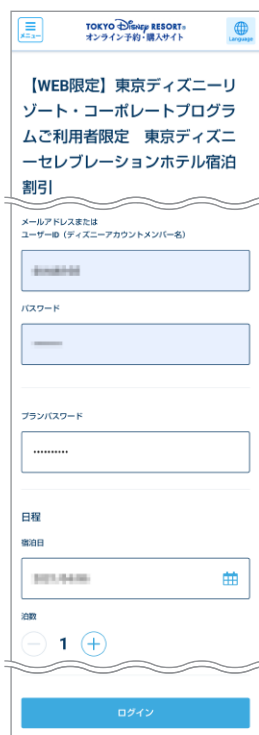 メニュー
TOKYO Disney RESORT®
オンライン予約・購入サイト
Language
【WEB限定】東京ディズニーリ
ゾート・コーポレートプログラ
ムご利用者限定　東京ディズニ
ーセレブレーションホテル宿泊
割引
メールアドレスまたは
ユーザーID（ディズニーアカウントメンバー名）
パスワード
プランパスワード
••••••••••
日程
宿泊日
泊数
1
ログイン